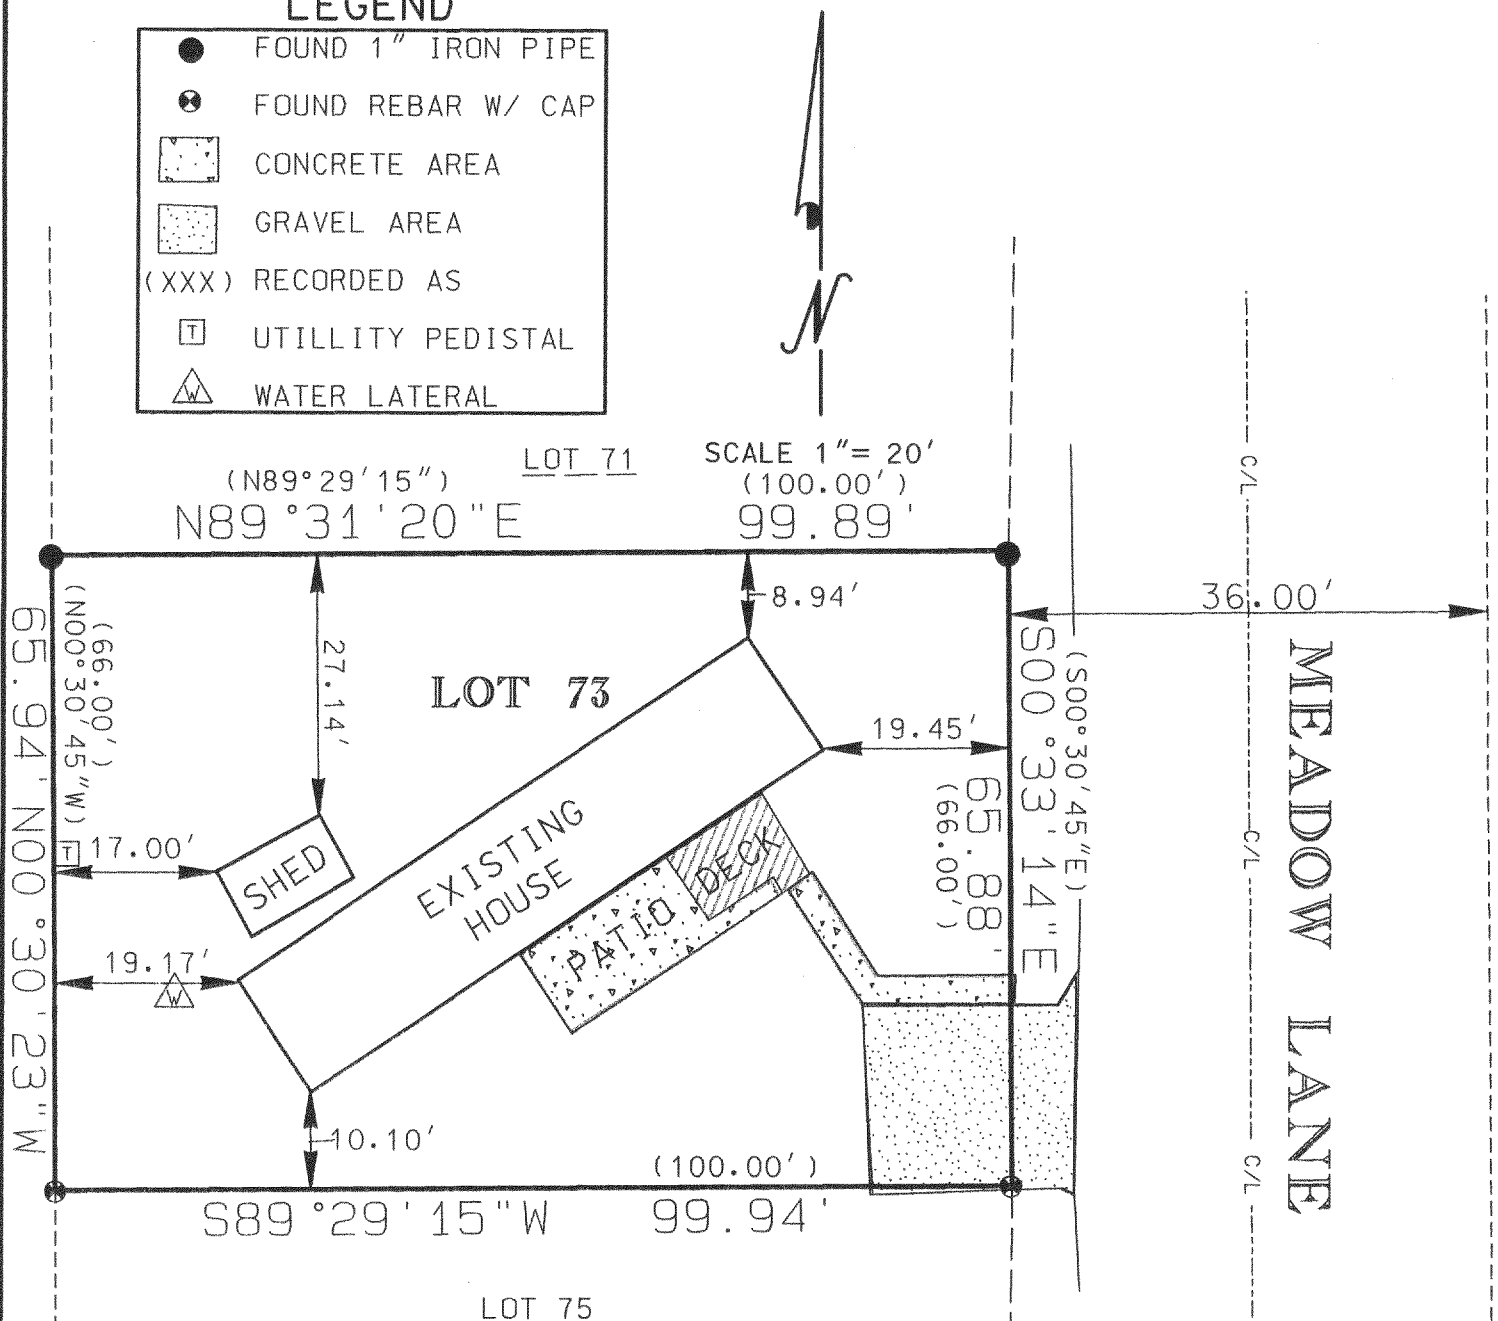 LEGEND
FOUND 1" IRON PIPE
FOUND REBAR W/ CAP
CONCRETE AREA
GRAVEL AREA
(XXX) RECORDED AS
T UTILLITY PEDISTAL
W WATER LATERAL
N
SCALE 1"= 20'
LOT 71
(N89°29'15")
(100.00')
N89°31'20"E
99.89'
65.94' N00°30'23"W
(66.00')
(N00°30'45"W)
27.14'
8.94'
LOT 73
36.00'
19.45'
S00°33'14"E
(S00°30'45"E)
65.88'
(66.00')
C/L
C/L
C/L
MEADOW LANE
T
17.00'
SHED
EXISTING
HOUSE
DECK
PATIO
19.17'
W
10.10'
(100.00')
S89°29'15"W
99.94'
LOT 75